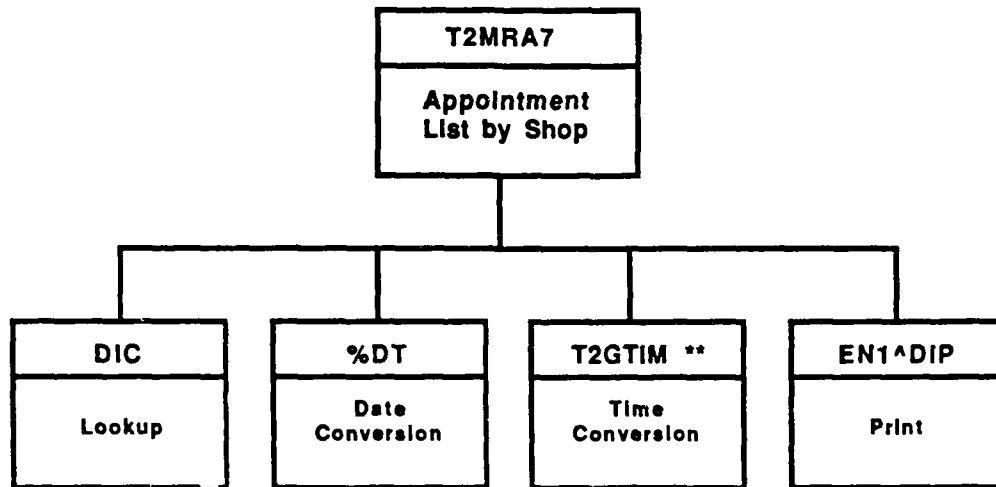 T2MRA7
Appointment
List by Shop
DIC
Lookup
%DT
Date
Conversion
T2GTIM **
Time
Conversion
EN1^DIP
Print